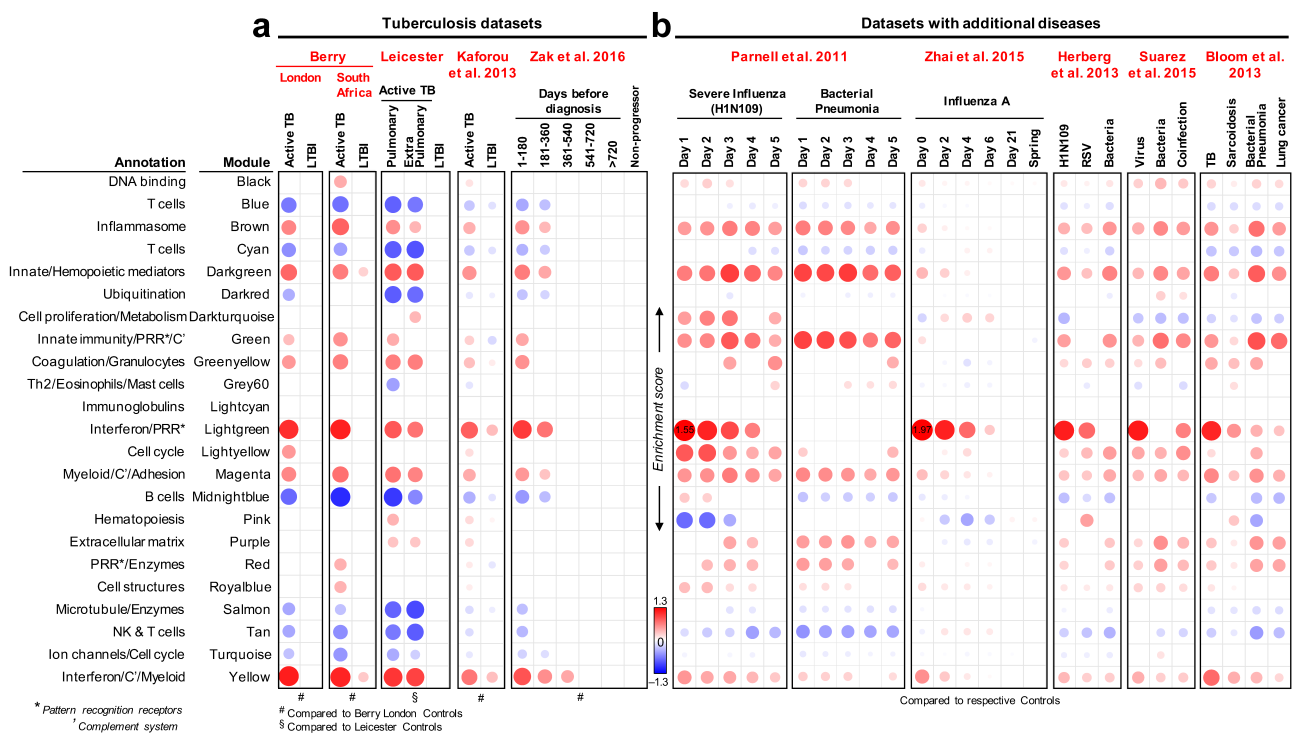 a
Tuberculosis datasets
b
Datasets with additional diseases
Berry
Leicester
Kaforou
et al. 2013
Zak et al. 2016
Parnell et al. 2011
Zhai et al. 2015
Herberg
et al. 2013
Suarez
et al. 2015
Bloom et al.
2013
London
South
Africa
Active TB
Days before
diagnosis
Severe Influenza
(H1N109)
Bacterial
Pneumonia
Influenza A
Annotation
Module
Active TB
LTBI
Active TB
LTBI
Pulmonary
Extra
Pulmonary
LTBI
Active TB
LTBI
1-180
181-360
361-540
541-720
>720
Non-progressor
Day 1
Day 2
Day 3
Day 4
Day 5
Day 1
Day 2
Day 3
Day 4
Day 5
Day 0
Day 2
Day 4
Day 6
Day 21
Spring
H1N109
RSV
Bacteria
Virus
Bacteria
Coinfection
TB
Sarcoidosis
Bacterial
Pneumonia
Lung cancer
DNA binding Black
T cells Blue
Inflammasome Brown
T cells Cyan
Innate/Hemopoietic mediators Darkgreen
Ubiquitination Darkred
Cell proliferation/Metabolism Darkturquoise
Innate immunity/PRR*/C' Green
Coagulation/Granulocytes Greenyellow
Th2/Eosinophils/Mast cells Grey60
Immunoglobulins Lightcyan
Interferon/PRR* Lightgreen 1.55 1.97
Cell cycle Lightyellow
Myeloid/C'/Adhesion Magenta
B cells Midnightblue
Hematopoiesis Pink
Extracellular matrix Purple
PRR*/Enzymes Red
Cell structures Royalblue
Microtubule/Enzymes Salmon
NK & T cells Tan
Ion channels/Cell cycle Turquoise
Interferon/C'/Myeloid Yellow
Enrichment score
1.3
0
–1.3
# # § # #
Compared to respective Controls
* Pattern recognition receptors
' Complement system
# Compared to Berry London Controls
§ Compared to Leicester Controls